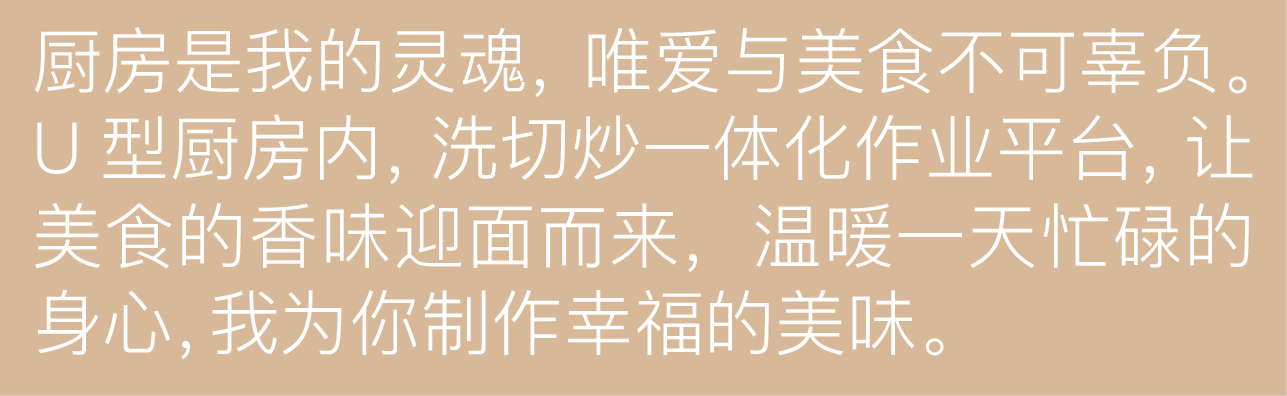 厨房是我的灵魂，唯爱与美食不可辜负。
U 型厨房内，洗切炒一体化作业平台，让
美食的香味迎面而来，温暖一天忙碌的
身心，我为你制作幸福的美味。